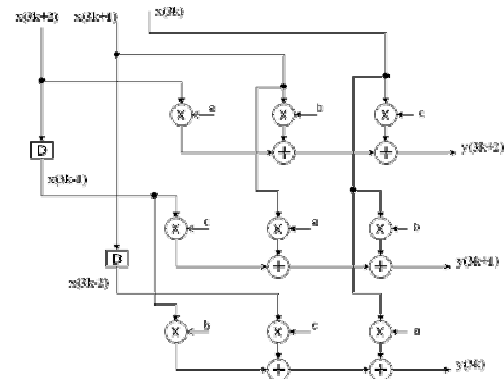 x(3k+2) x(3k+1) x(3k)
a b c
D
y(3k+2)
x(3k-1)
c a b
D
y(3k+1)
x(3k-2)
b c a
y(3k)